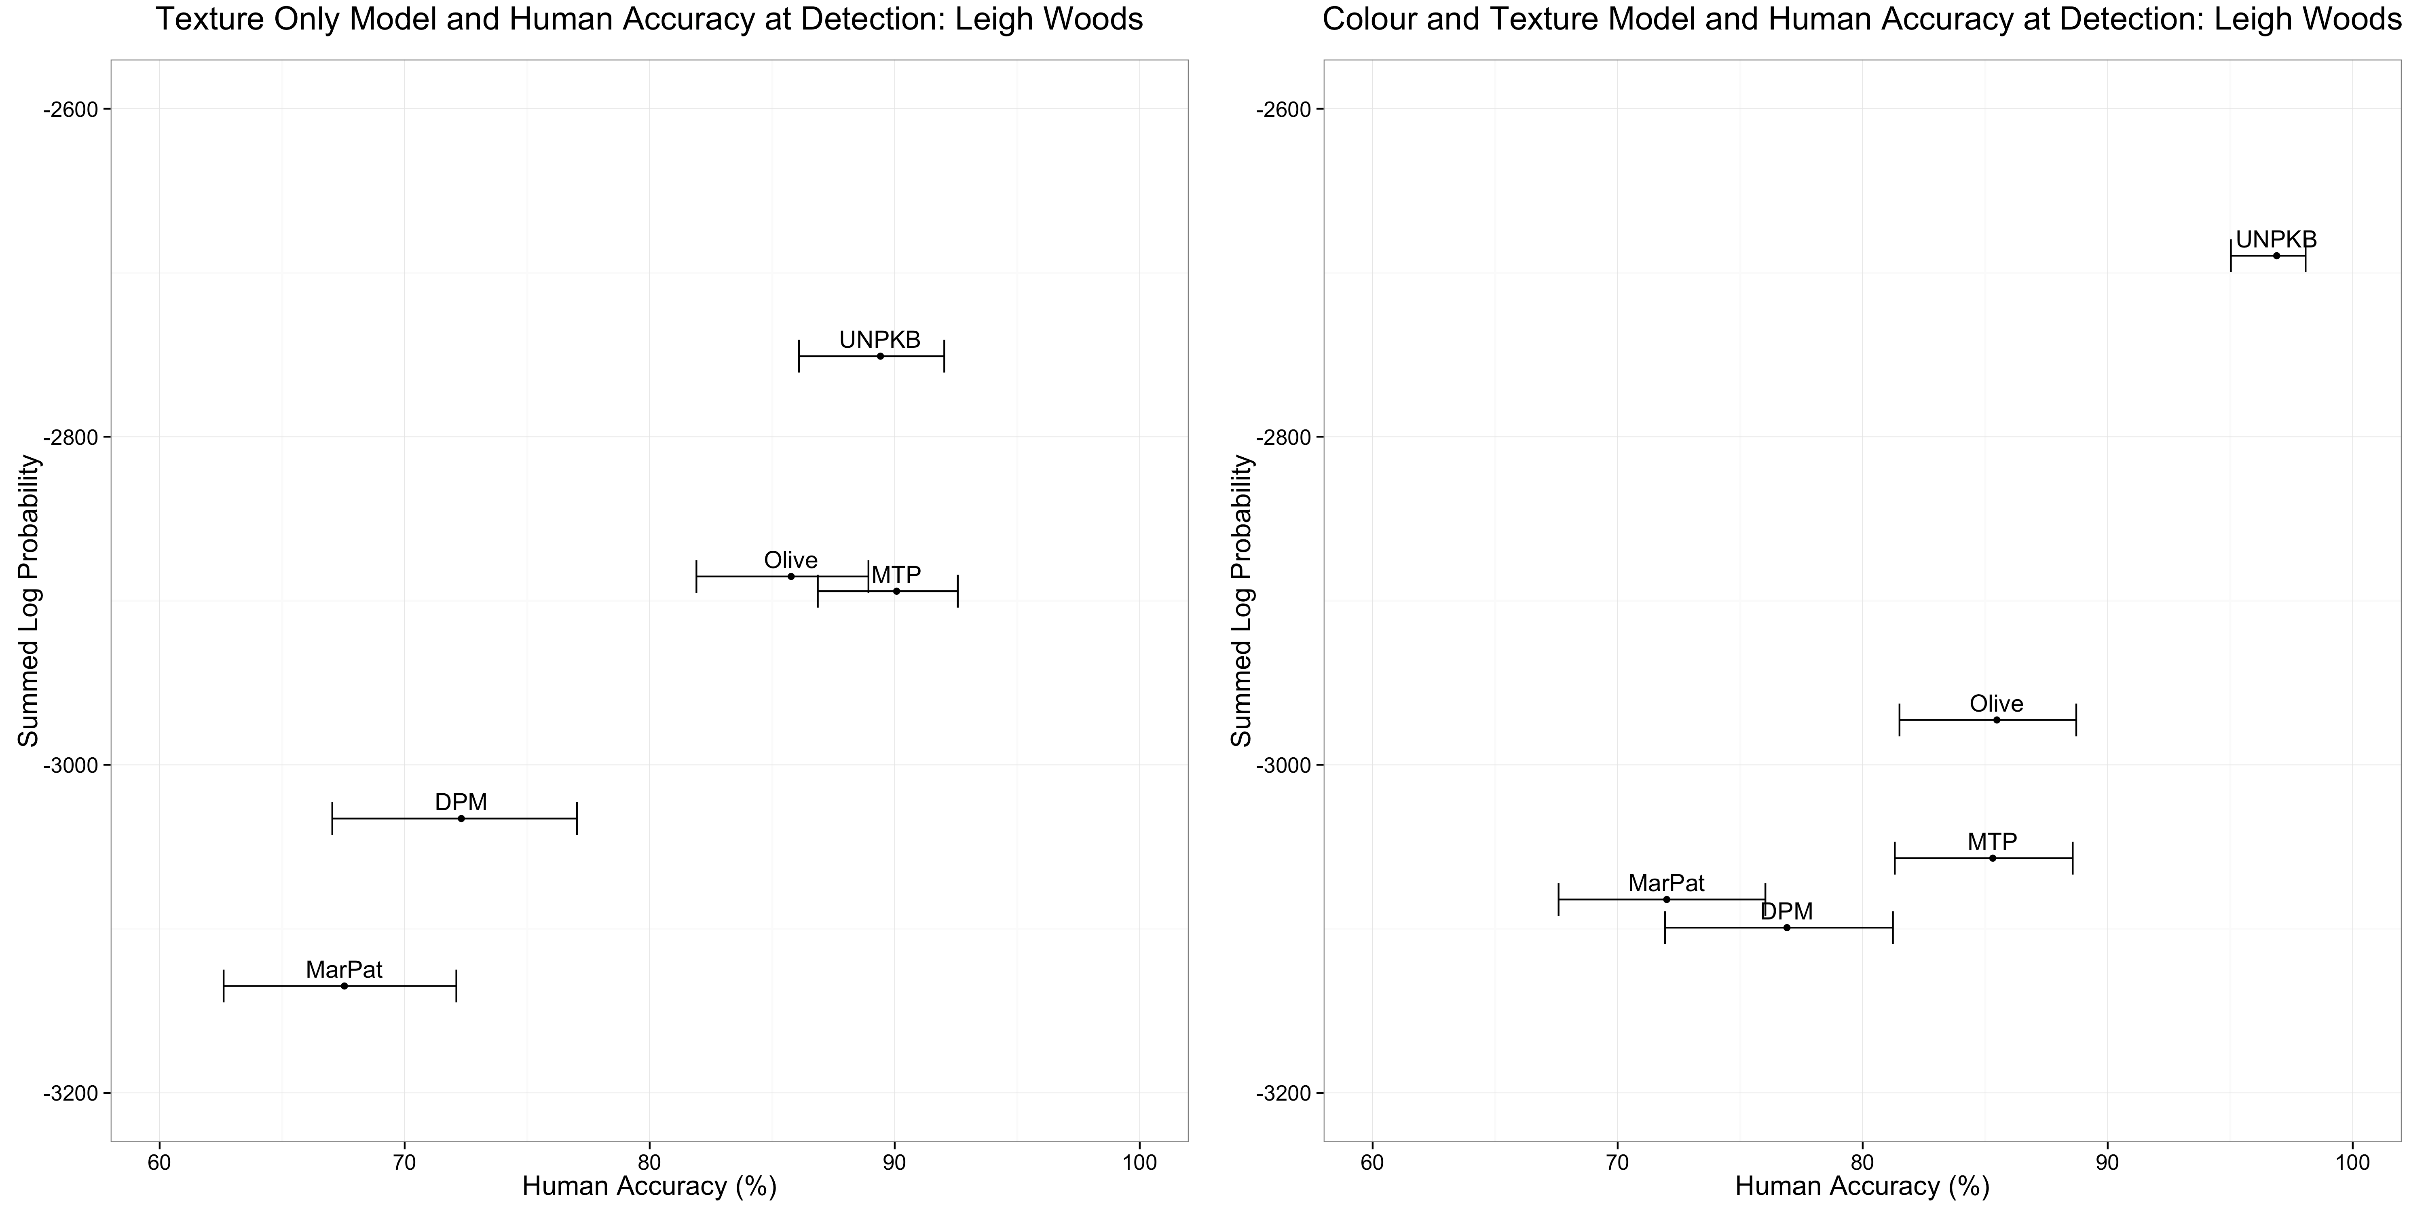 Texture Only Model and Human Accuracy at Detection: Leigh Woods
-2600
-2800
-3000
-3200
Summed Log Probability
UNPKB
Olive
MTP
DPM
MarPat
60 70 80 90 100
Human Accuracy (%)
Colour and Texture Model and Human Accuracy at Detection: Leigh Woods
-2600
-2800
-3000
-3200
Summed Log Probability
UNPKB
Olive
MTP
MarPat
DPM
60 70 80 90 100
Human Accuracy (%)